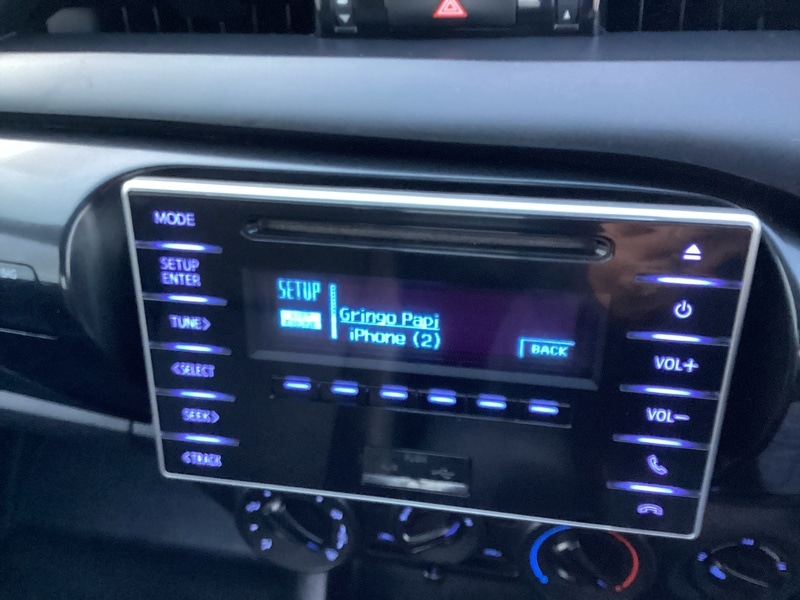 MODE
SETUP
ENTER
TUNE>
<SELECT
SEEK>
<TRACK
SETUP
Gringo Papi
iPhone (2)
BACK
VOL+
VOL-